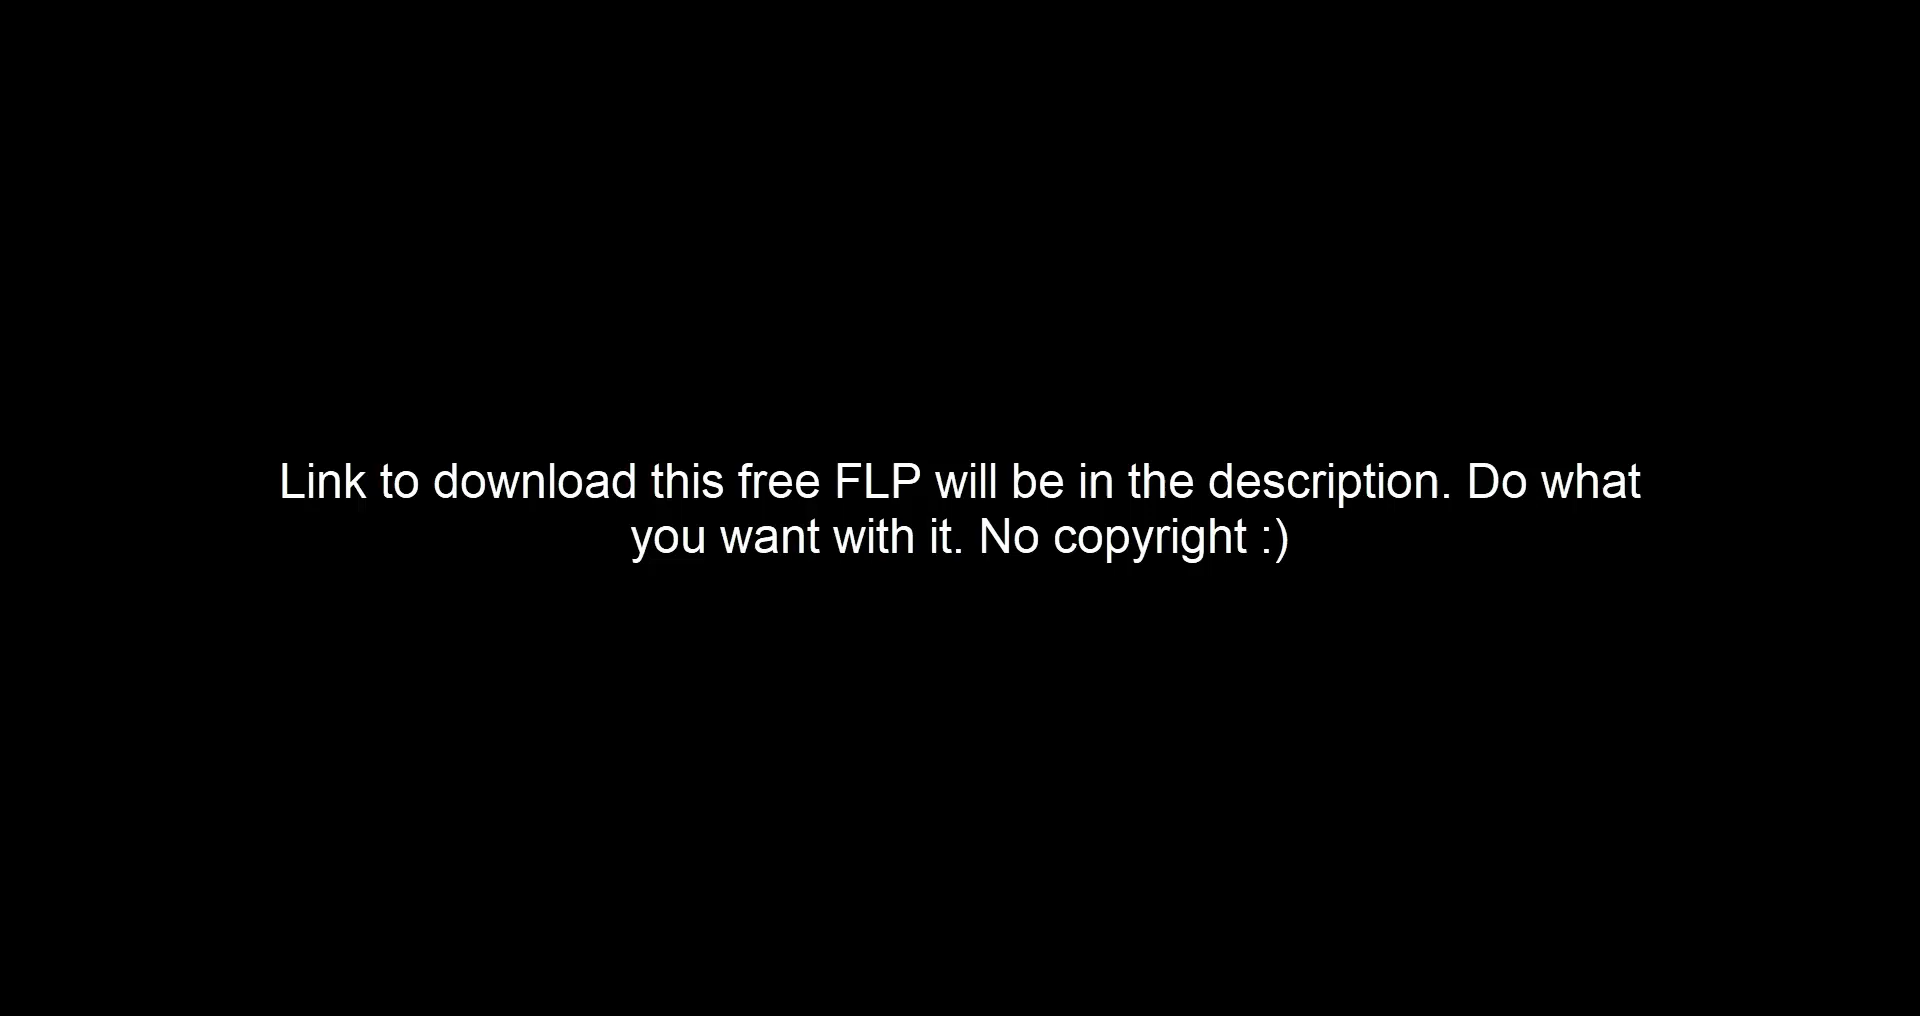 Link to download this free FLP will be in the description. Do what
you want with it. No copyright :)